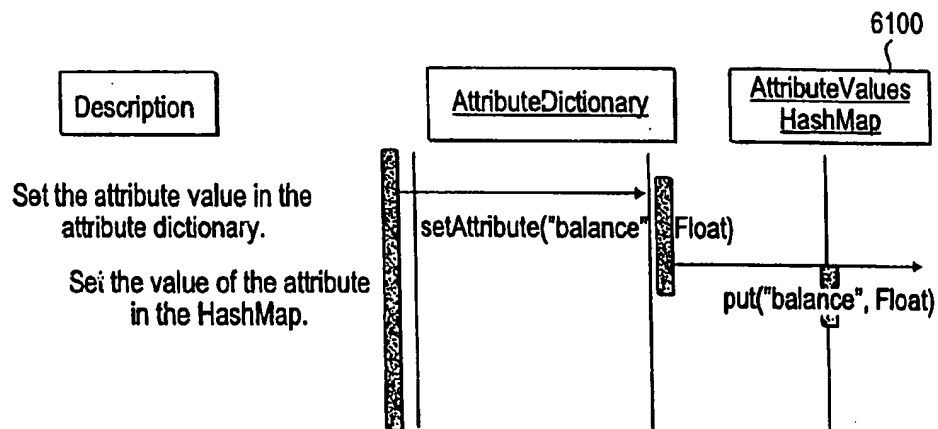 6100
Description
AttributeDictionary
AttributeValues
HashMap
Set the attribute value in the
attribute dictionary.
setAttribute("balance" Float)
Set the value of the attribute
in the HashMap.
put("balance", Float)